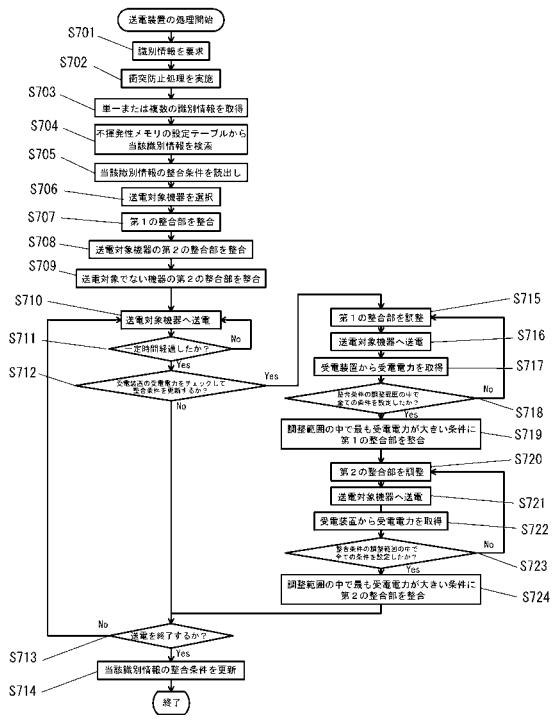 送電装置の処理開始
S701
識別情報を要求
S702
衝突防止処理を実施
S703
単一または複数の識別情報を取得
S704
不揮発性メモリの設定テーブルから
当該識別情報を検索
S705
当該識別情報の整合条件を読出し
S706
送電対象機器を選択
S707
第1の整合部を整合
S708
送電対象機器の第2の整合部を整合
S709
送電対象でない機器の第2の整合部を整合
S710
送電対象機器へ送電
S711
一定時間経過したか?
No
Yes
S712
受電装置の受電電力をチェックして
整合条件を更新するか?
Yes
No
S715
第1の整合部を調整
S716
送電対象機器へ送電
S717
受電装置から受電電力を取得
S718
整合条件の調整範囲の中で
全ての条件を設定したか?
No
Yes
S719
調整範囲の中で最も受電電力が大きい条件に
第1の整合部を整合
S720
第2の整合部を調整
S721
送電対象機器へ送電
S722
受電装置から受電電力を取得
S723
整合条件の調整範囲の中で
全ての条件を設定したか?
No
Yes
S724
調整範囲の中で最も受電電力が大きい条件に
第2の整合部を整合
S713
送電を終了するか?
No
Yes
S714
当該識別情報の整合条件を更新
終了